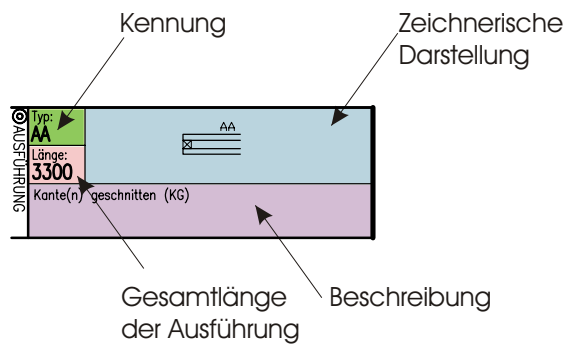 Kennung
Zeichnerische
Darstellung
AUSFÜHRUNG
Typ:
AA
AA
Länge:
3300
Kante(n) geschnitten (KG)
Gesamtlänge
der Ausführung
Beschreibung